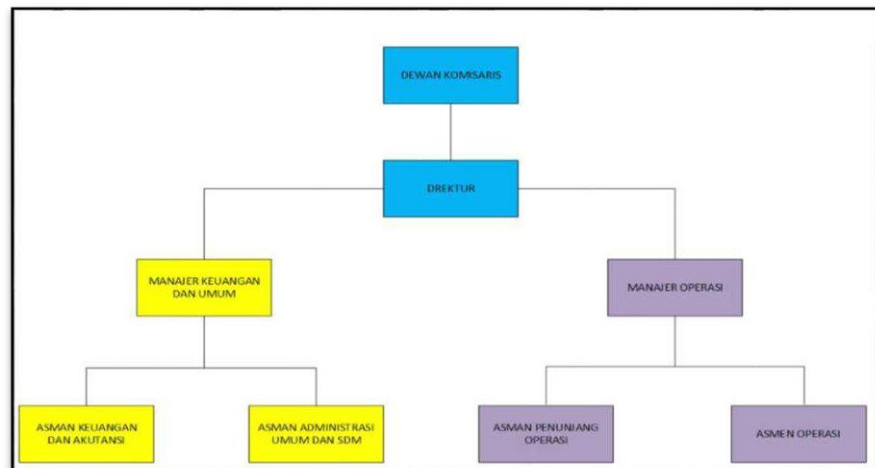 DEWAN KOMISARIS
DREKTUR
MANAJER KEUANGAN
DAN UMUM
MANAJER OPERASI
ASMAN KEUANGAN
DAN AKUTANSI
ASMAN ADMINISTRASI
UMUM DAN SDM
ASMAN PENUNJANG
OPERASI
ASMEN OPERASI